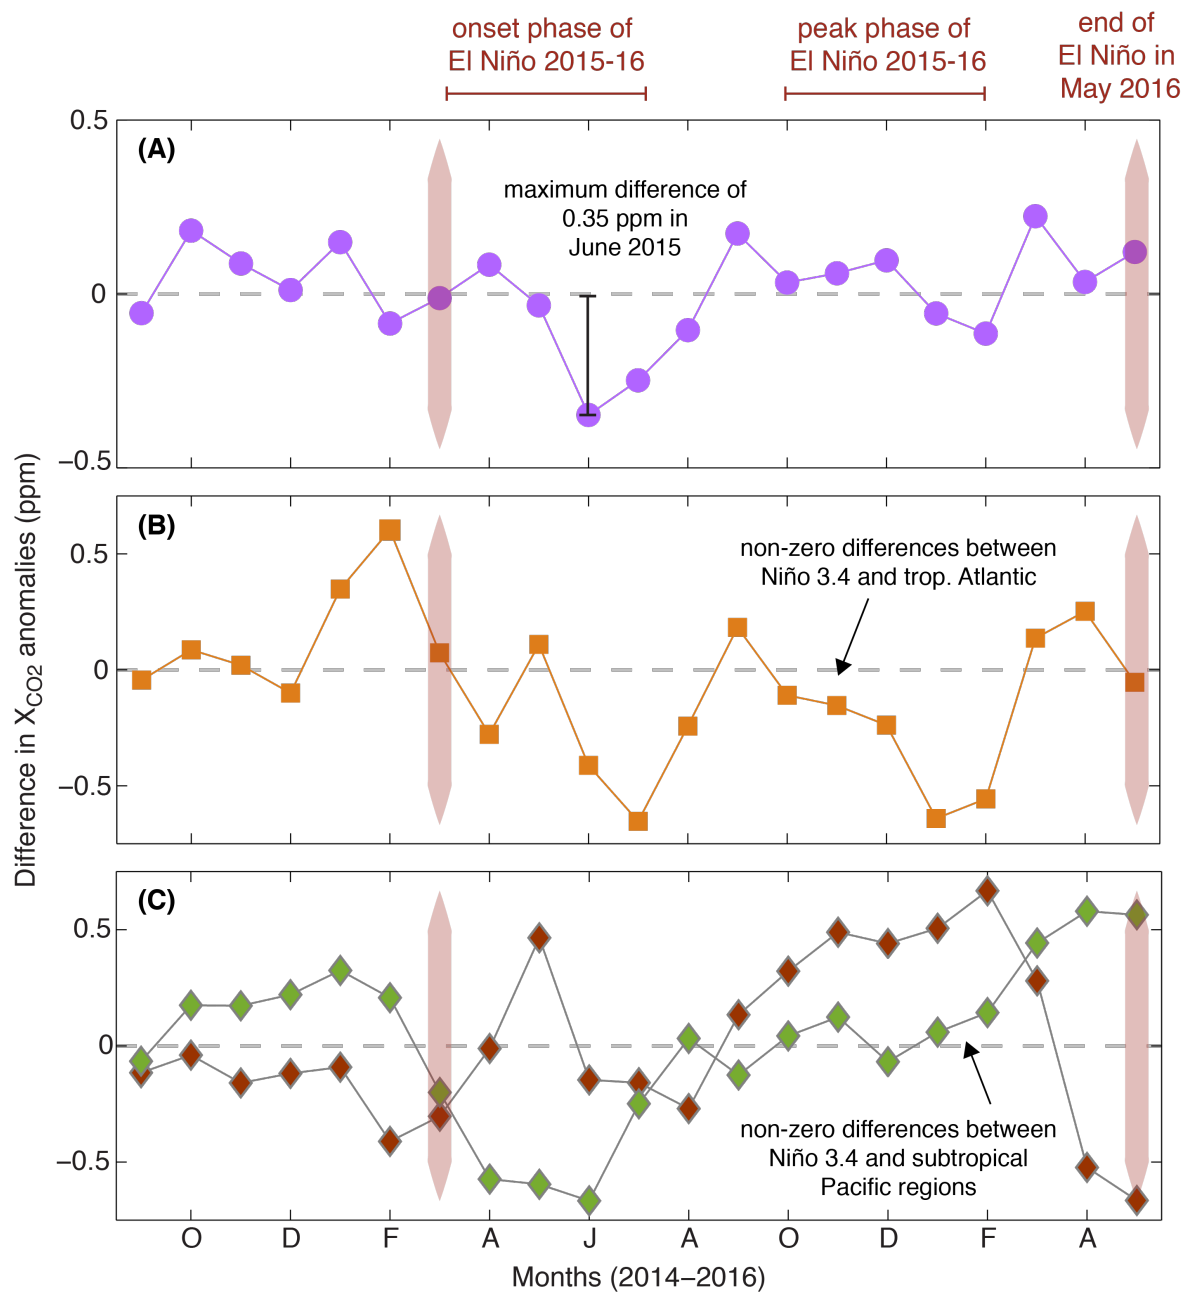 onset phase of
El Niño 2015-16
peak phase of
El Niño 2015-16
end of
El Niño in
May 2016
0.5
(A)
maximum difference of
0.35 ppm in
June 2015
0
−0.5
Difference in XCO2 anomalies (ppm)
(B)
0.5
non-zero differences between
Niño 3.4 and trop. Atlantic
0
−0.5
(C)
0.5
0
non-zero differences between
Niño 3.4 and subtropical
Pacific regions
−0.5
O D F A J A O D F A
Months (2014−2016)